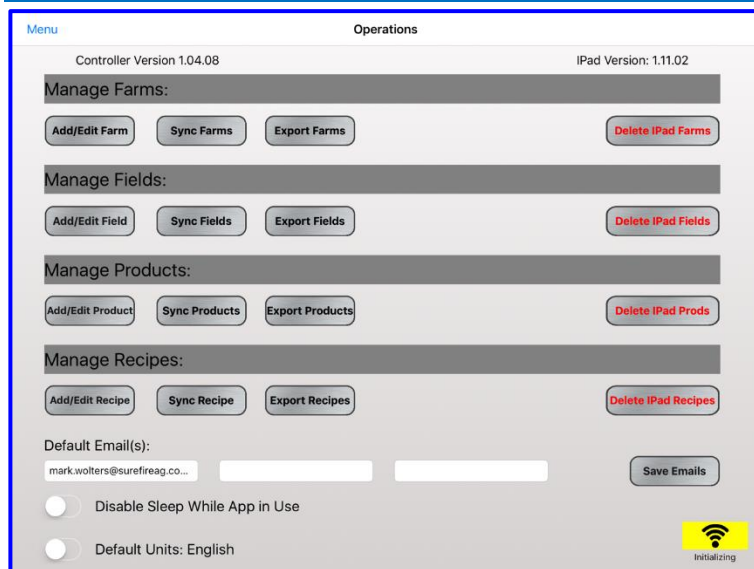 Menu Operations
Controller Version 1.04.08 IPad Version: 1.11.02
Manage Farms:
Add/Edit Farm Sync Farms Export Farms Delete IPad Farms
Manage Fields:
Add/Edit Field Sync Fields Export Fields Delete IPad Fields
Manage Products:
Add/Edit Product Sync Products Export Products Delete IPad Prods
Manage Recipes:
Add/Edit Recipe Sync Recipe Export Recipes Delete IPad Recipes
Default Email(s):
mark.wolters@surefireag.co... Save Emails
Disable Sleep While App in Use
Default Units: English
Initializing